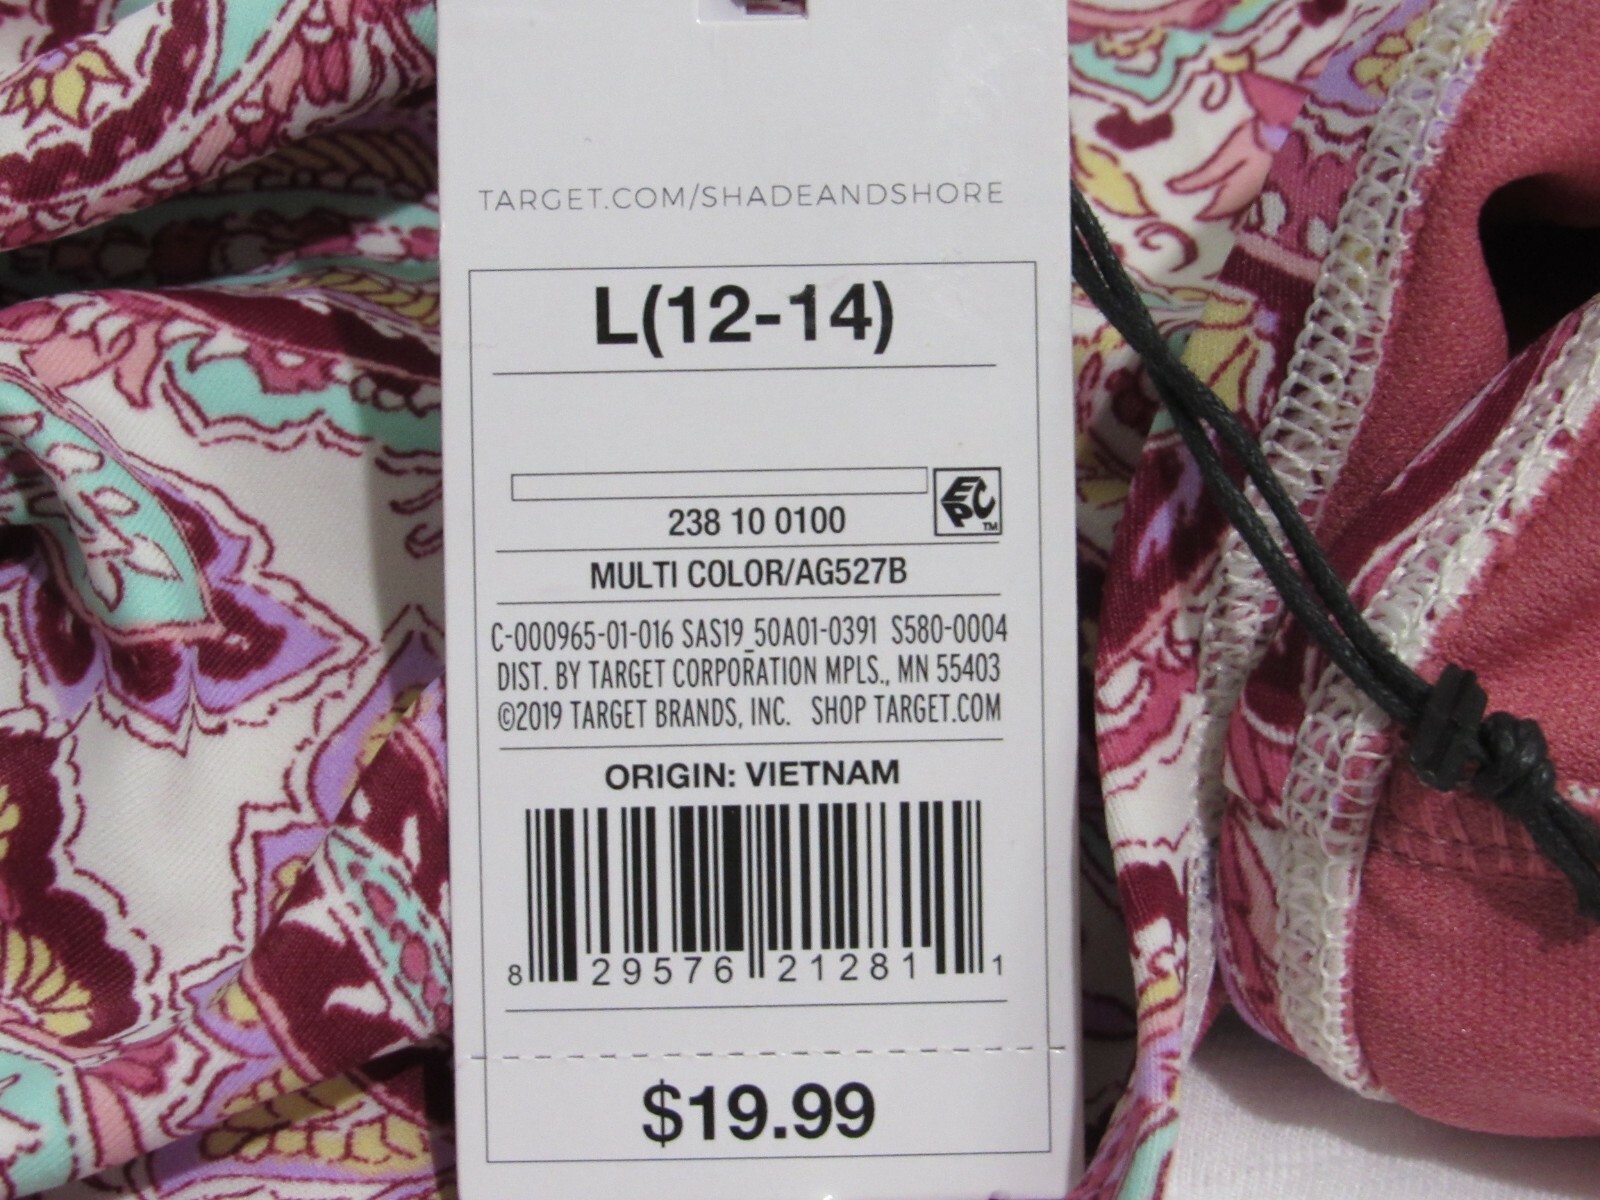 TARGET.COM/SHADEANDSHORE
L(12-14)
EPC™
238 10 0100
MULTI COLOR/AG527B
C-000965-01-016 SAS19_50A01-0391 S580-0004
DIST. BY TARGET CORPORATION MPLS., MN 55403
©2019 TARGET BRANDS, INC. SHOP TARGET.COM
ORIGIN: VIETNAM
8 29576 21281 1
$19.99